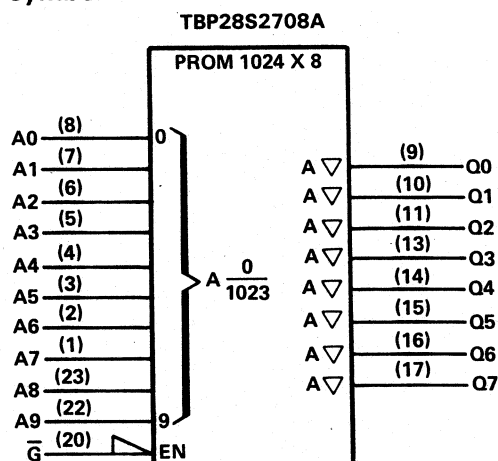 TBP28S2708A
PROM 1024 X 8
A0 (8) 0
A1 (7)
A2 (6)
A3 (5)
A4 (4)
A5 (3)
A6 (2)
A7 (1)
A8 (23)
A9 (22) 9
G̅ (20) EN
A 0/1023
A ▽ (9) Q0
A ▽ (10) Q1
A ▽ (11) Q2
A ▽ (13) Q3
A ▽ (14) Q4
A ▽ (15) Q5
A ▽ (16) Q6
A ▽ (17) Q7